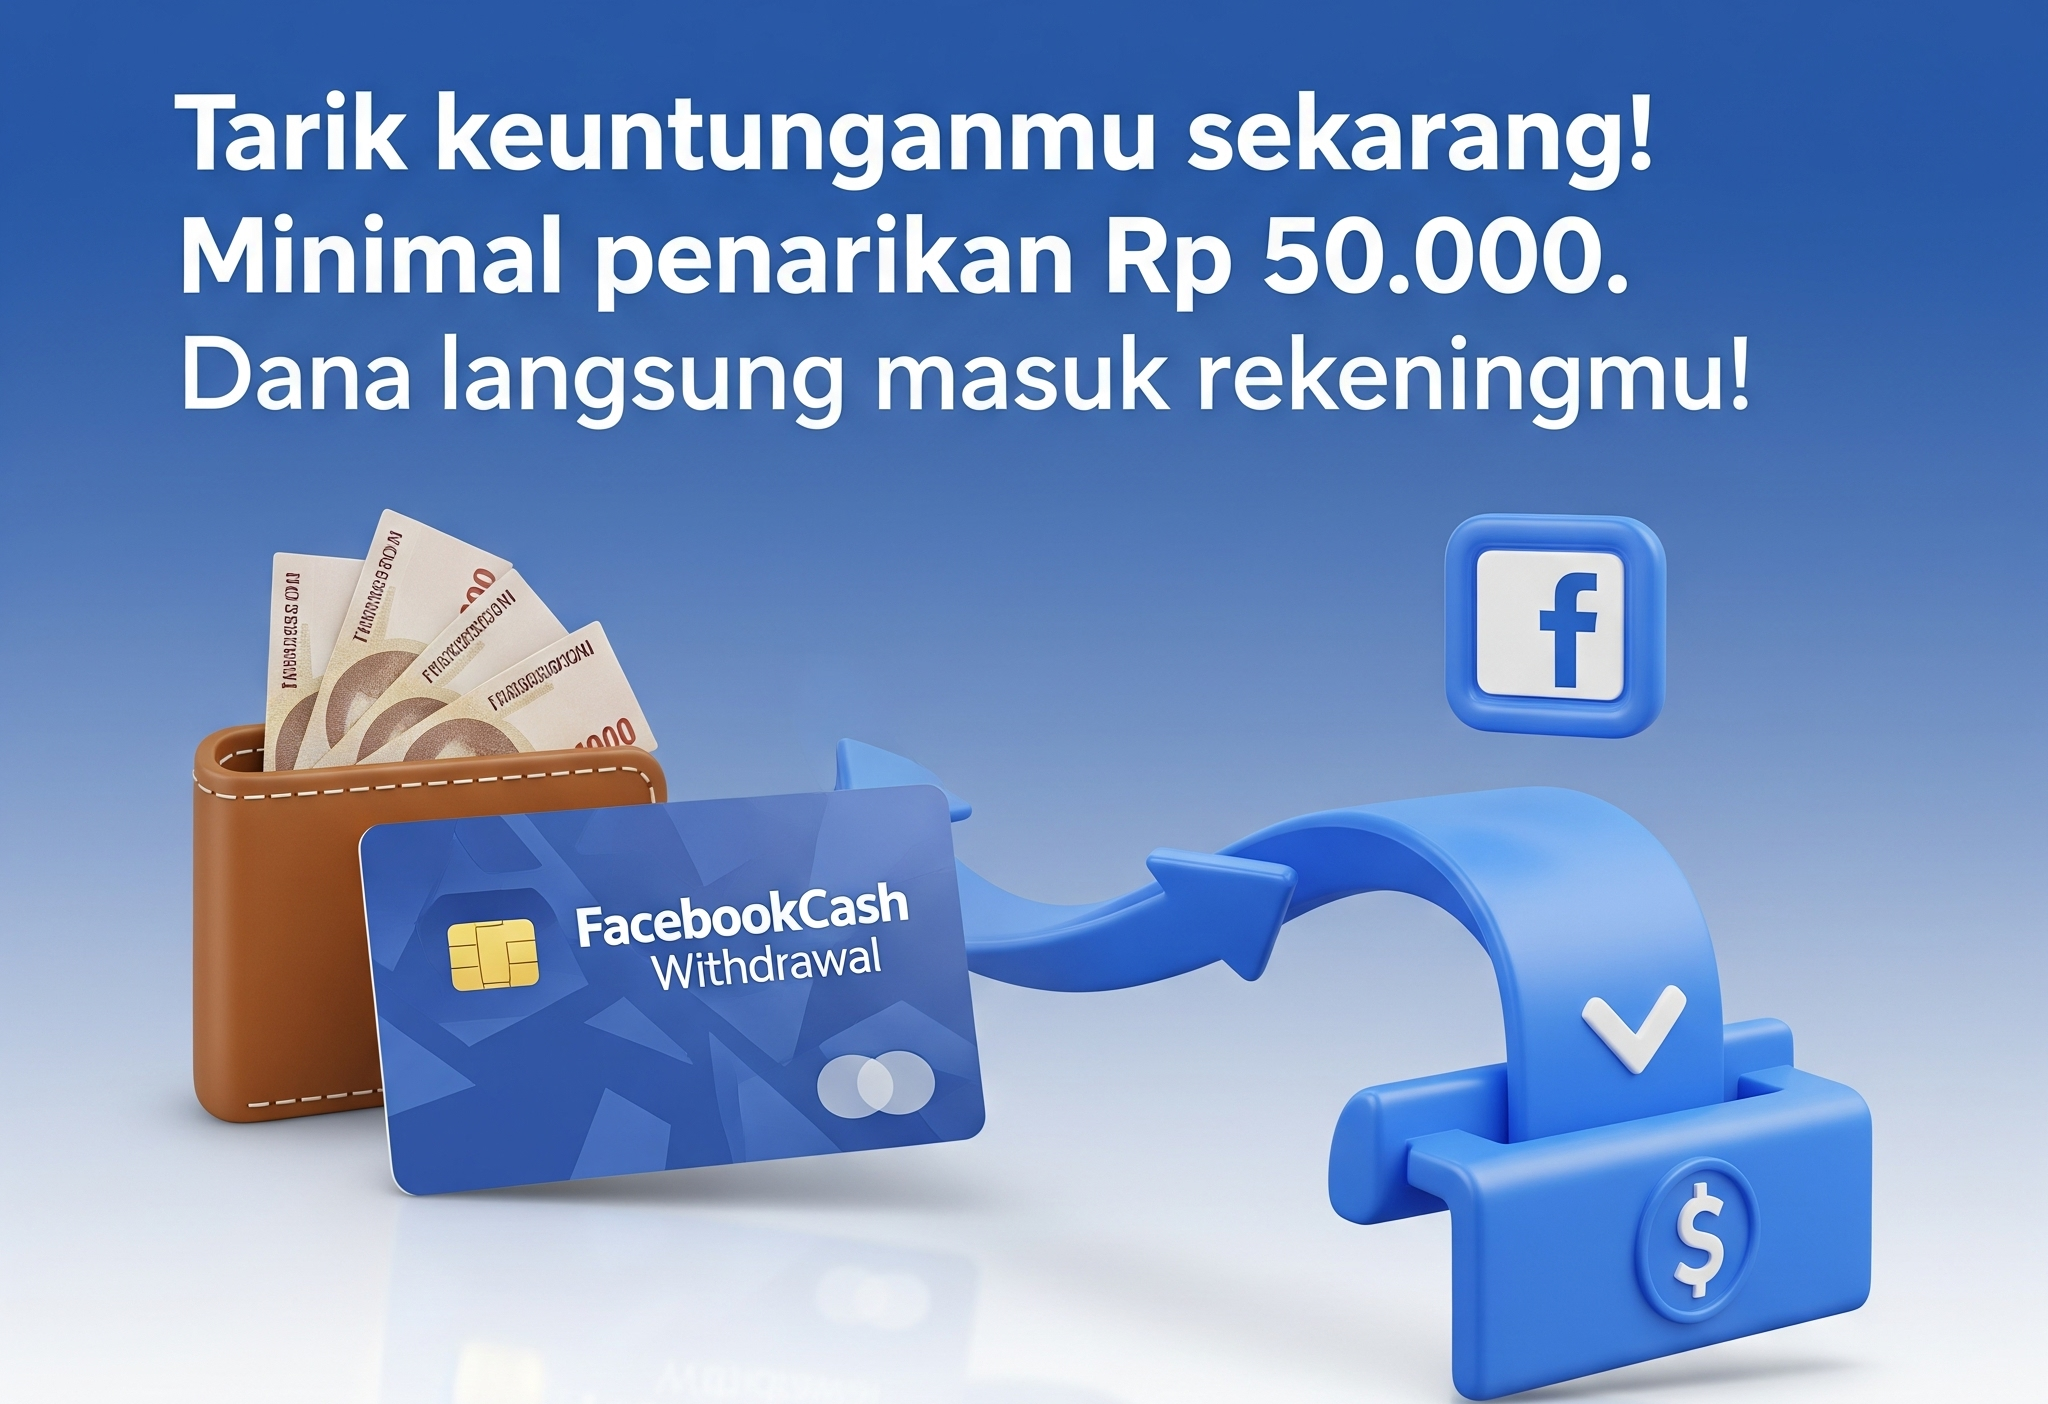 Tarik keuntunganmu sekarang!
Minimal penarikan Rp 50.000.
Dana langsung masuk rekeningmu!
f
FacebookCash
Withdrawal
$